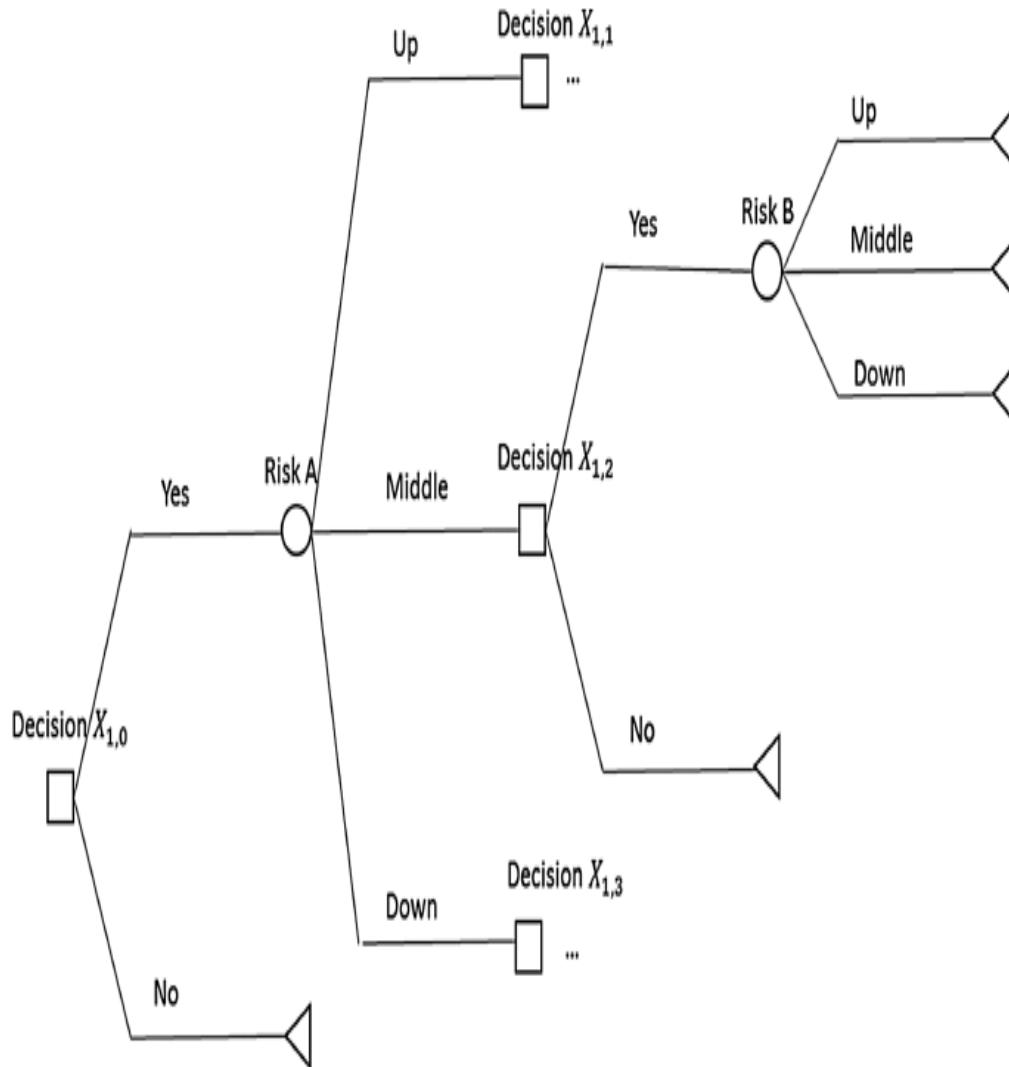 Decision X₁,₁
Up
...
Up
Yes
Risk B
Middle
Down
Decision X₁,₂
Risk A
Yes
Middle
Decision X₁,₀
No
Decision X₁,₃
Down
...
No